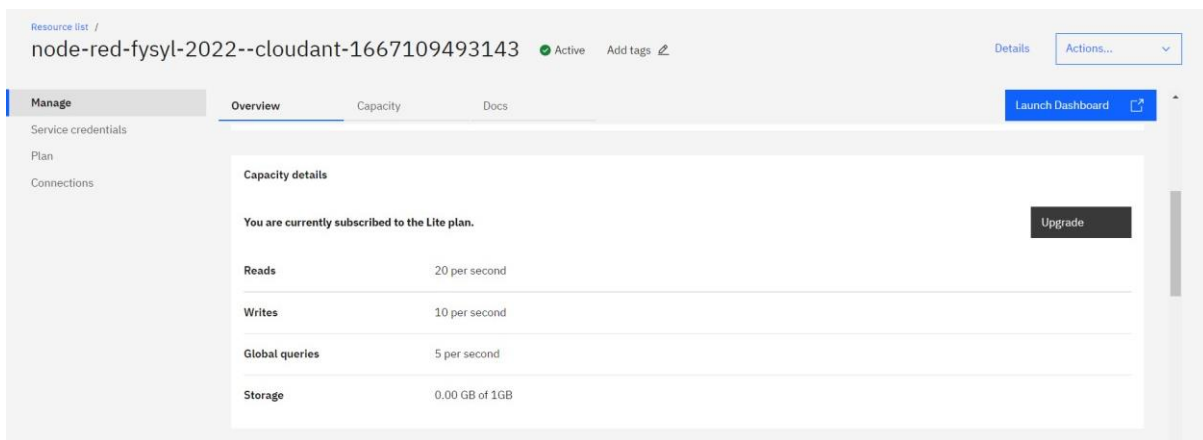 Resource list /
node-red-fysyl-2022--cloudant-1667109493143 Active Add tags Details Actions...
Manage Overview Capacity Docs Launch Dashboard
Service credentials
Plan
Connections
Capacity details
You are currently subscribed to the Lite plan. Upgrade
Reads 20 per second
Writes 10 per second
Global queries 5 per second
Storage 0.00 GB of 1GB